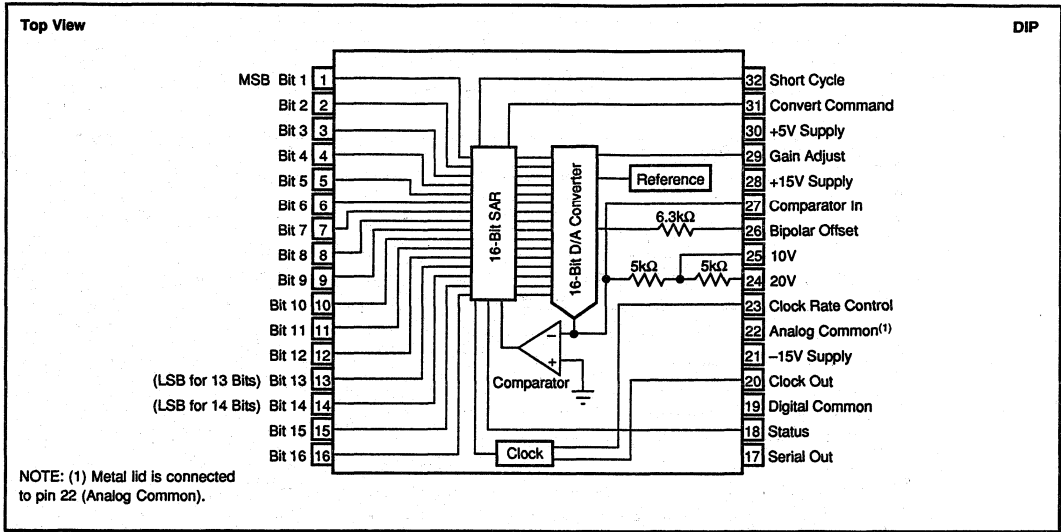 Top View
DIP
MSB Bit 1 1
Bit 2 2
Bit 3 3
Bit 4 4
Bit 5 5
Bit 6 6
Bit 7 7
Bit 8 8
Bit 9 9
Bit 10 10
Bit 11 11
Bit 12 12
(LSB for 13 Bits) Bit 13 13
(LSB for 14 Bits) Bit 14 14
Bit 15 15
Bit 16 16
16-Bit SAR
16-Bit D/A Converter
Reference
6.3kΩ
5kΩ
5kΩ
−
+
Comparator
Clock
32 Short Cycle
31 Convert Command
30 +5V Supply
29 Gain Adjust
28 +15V Supply
27 Comparator In
26 Bipolar Offset
25 10V
24 20V
23 Clock Rate Control
22 Analog Common(1)
21 –15V Supply
20 Clock Out
19 Digital Common
18 Status
17 Serial Out
NOTE: (1) Metal lid is connected
to pin 22 (Analog Common).